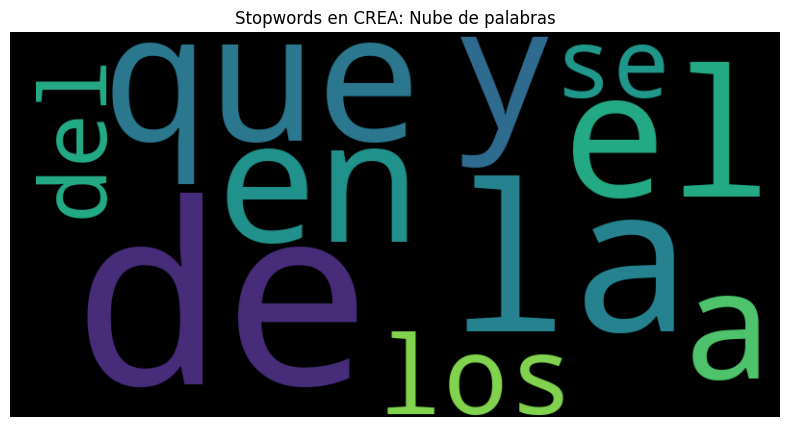 Stopwords en CREA: Nube de palabras
del
que
y
se
el
en
de
la
los
a